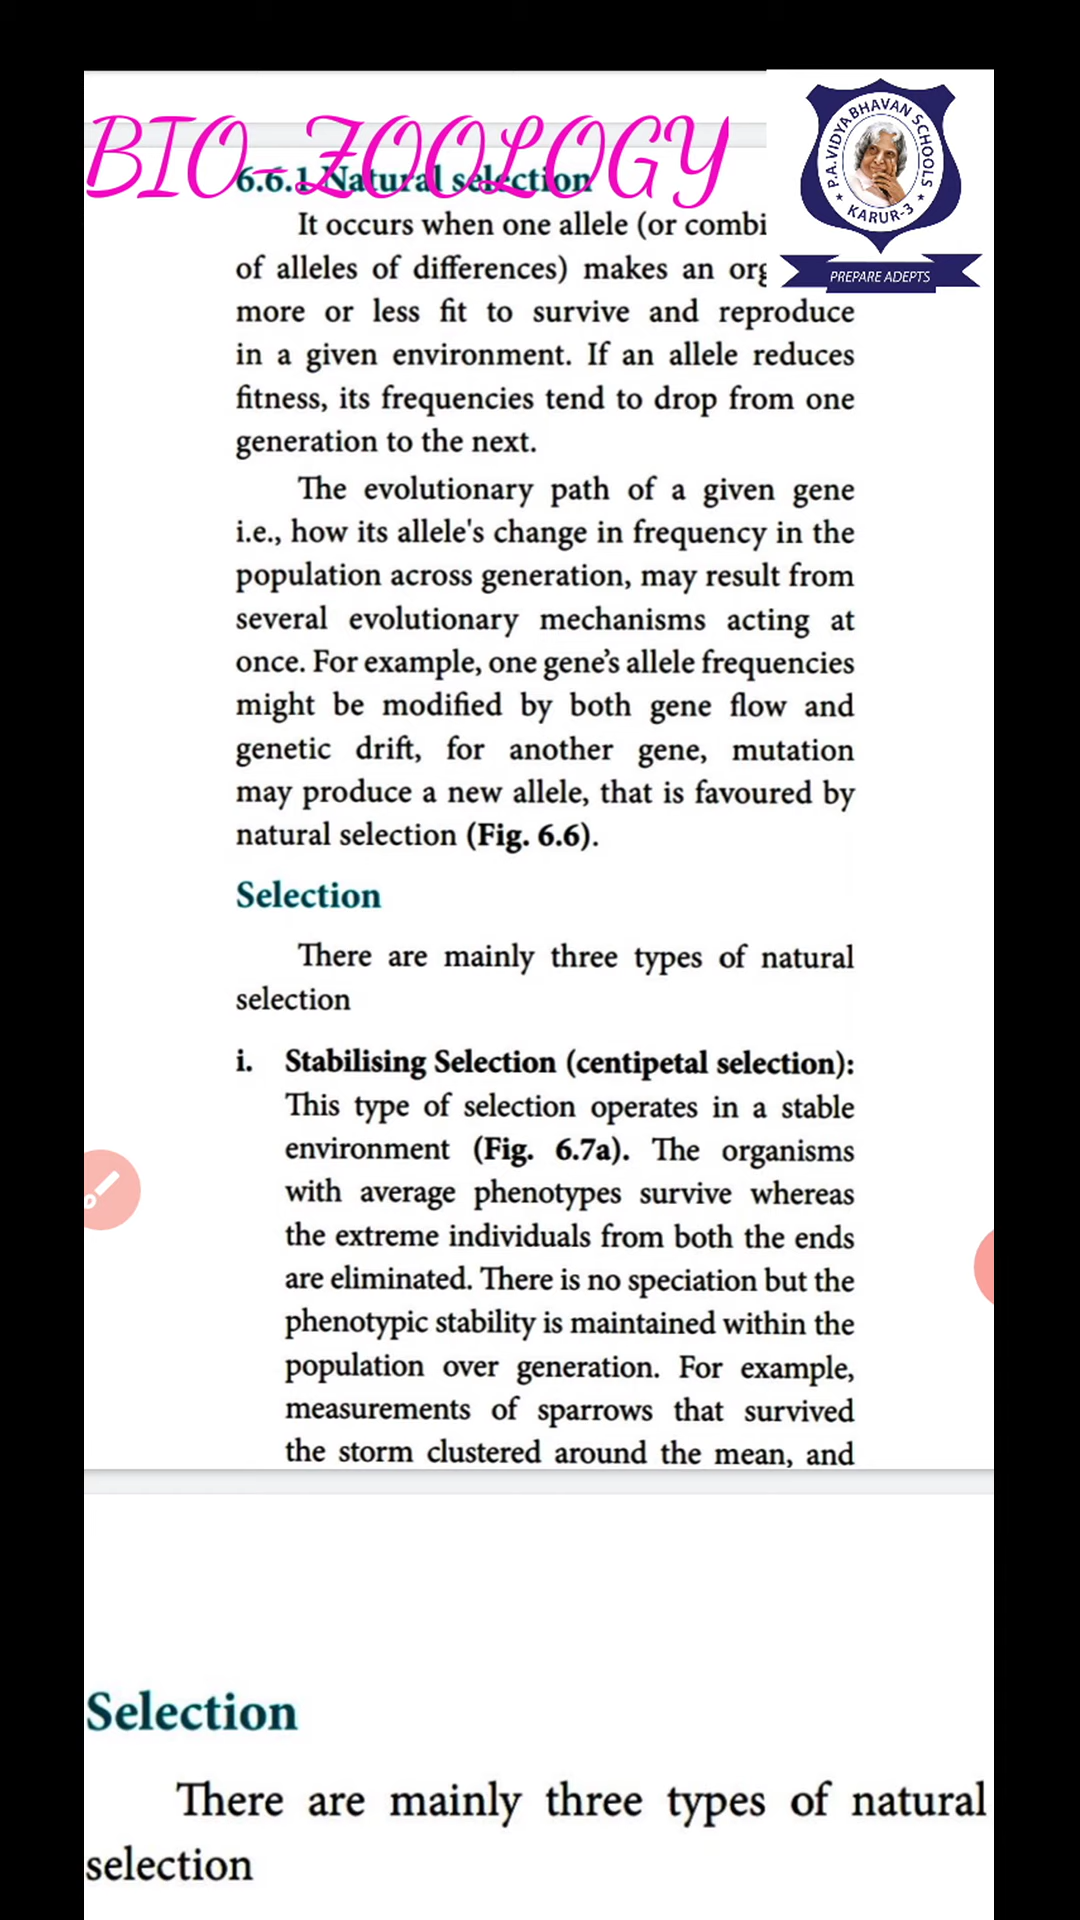 BIO-ZOOLOGY
P.A. VIDYABHAVAN SCHOOLS
KARUR-3
PREPARE ADEPTS
6.6.1 Natural selection
It occurs when one allele (or combi
of alleles of differences) makes an org
more or less fit to survive and reproduce
in a given environment. If an allele reduces
fitness, its frequencies tend to drop from one
generation to the next.
The evolutionary path of a given gene
i.e., how its allele's change in frequency in the
population across generation, may result from
several evolutionary mechanisms acting at
once. For example, one gene’s allele frequencies
might be modified by both gene flow and
genetic drift, for another gene, mutation
may produce a new allele, that is favoured by
natural selection (Fig. 6.6).
Selection
There are mainly three types of natural
selection
i. Stabilising Selection (centipetal selection):
This type of selection operates in a stable
environment (Fig. 6.7a). The organisms
with average phenotypes survive whereas
the extreme individuals from both the ends
are eliminated. There is no speciation but the
phenotypic stability is maintained within the
population over generation. For example,
measurements of sparrows that survived
the storm clustered around the mean, and
Selection
There are mainly three types of natural
selection